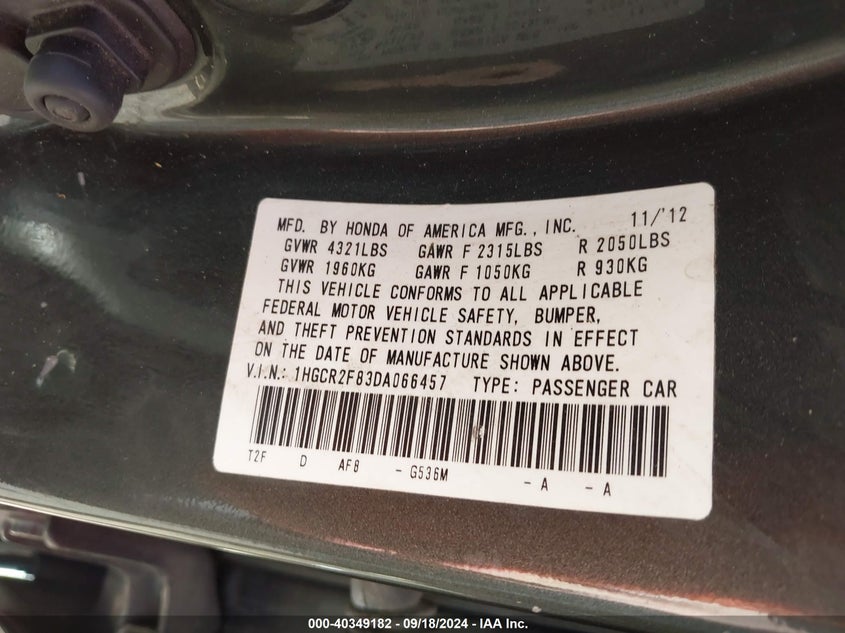 MFD. BY HONDA OF AMERICA MFG., INC. 11/'12
GVWR 4321LBS GAWR F 2315LBS R 2050LBS
GVWR 1960KG GAWR F 1050KG R 930KG
THIS VEHICLE CONFORMS TO ALL APPLICABLE
FEDERAL MOTOR VEHICLE SAFETY, BUMPER,
AND THEFT PREVENTION STANDARDS IN EFFECT
ON THE DATE OF MANUFACTURE SHOWN ABOVE.
V.I.N.: 1HGCR2F83DA066457 TYPE: PASSENGER CAR
T2F D AF8 - G536M - A - A
000-40349182 - 09/18/2024 - IAA Inc.